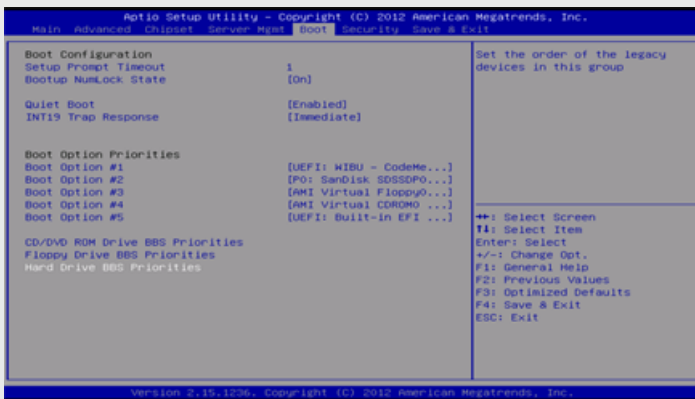 Aptio Setup Utility - Copyright (C) 2012 American Megatrends, Inc.
Main Advanced Chipset Server Mgmt Boot Security Save & Exit
Boot Configuration
Setup Prompt Timeout 1
Bootup NumLock State [On]
Quiet Boot [Enabled]
INT19 Trap Response [Immediate]
Boot Option Priorities
Boot Option #1 [UEFI: WIBU - CodeMe...]
Boot Option #2 [P0: SanDisk SDSSDP0...]
Boot Option #3 [AMI Virtual Floppy0...]
Boot Option #4 [AMI Virtual CDROM0 ...]
Boot Option #5 [UEFI: Built-in EFI ...]
CD/DVD ROM Drive BBS Priorities
Floppy Drive BBS Priorities
Hard Drive BBS Priorities
Set the order of the legacy
devices in this group
→←: Select Screen
↑↓: Select Item
Enter: Select
+/-: Change Opt.
F1: General Help
F2: Previous Values
F3: Optimized Defaults
F4: Save & Exit
ESC: Exit
Version 2.15.1236. Copyright (C) 2012 American Megatrends, Inc.